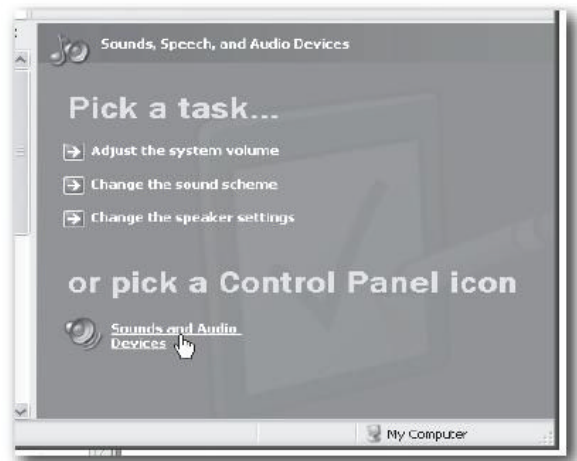 Sounds, Speech, and Audio Devices
Pick a task...
Adjust the system volume
Change the sound scheme
Change the speaker settings
or pick a Control Panel icon
Sounds and Audio
Devices
My Computer